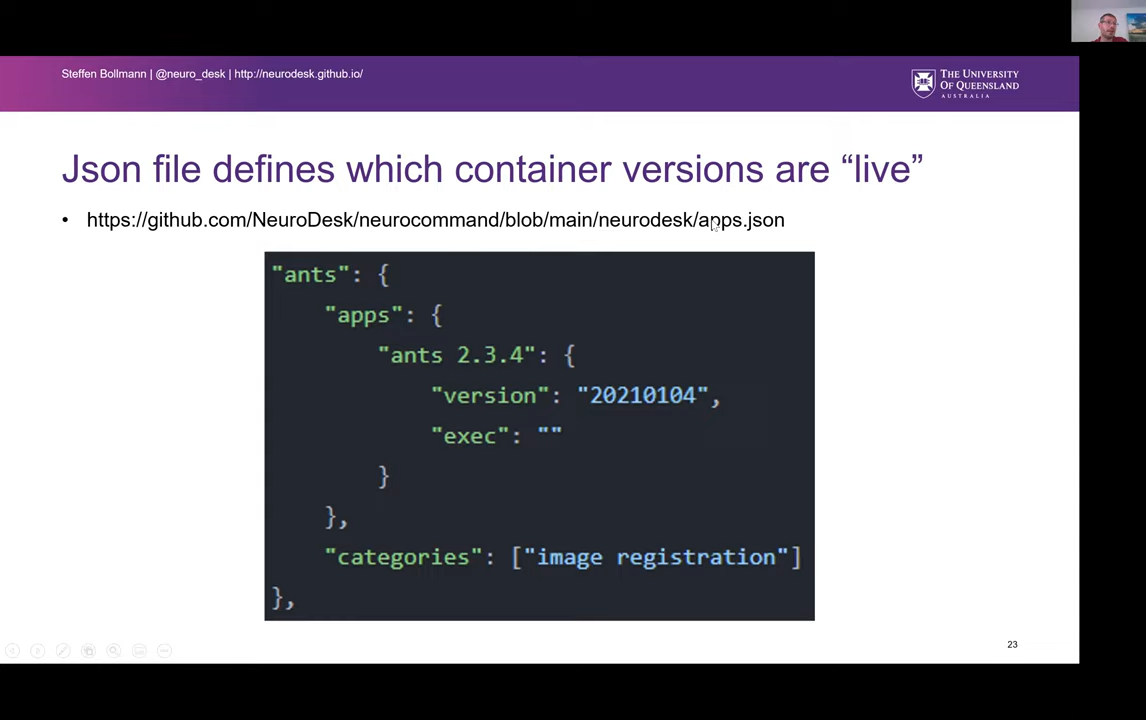 Steffen Bollmann | @neuro_desk | http://neurodesk.github.io/
THE UNIVERSITY
OF QUEENSLAND
AUSTRALIA
Json file defines which container versions are “live”
• https://github.com/NeuroDesk/neurocommand/blob/main/neurodesk/apps.json
"ants": {
"apps": {
"ants 2.3.4": {
"version": "20210104",
"exec": ""
}
},
"categories": ["image registration"]
},
23